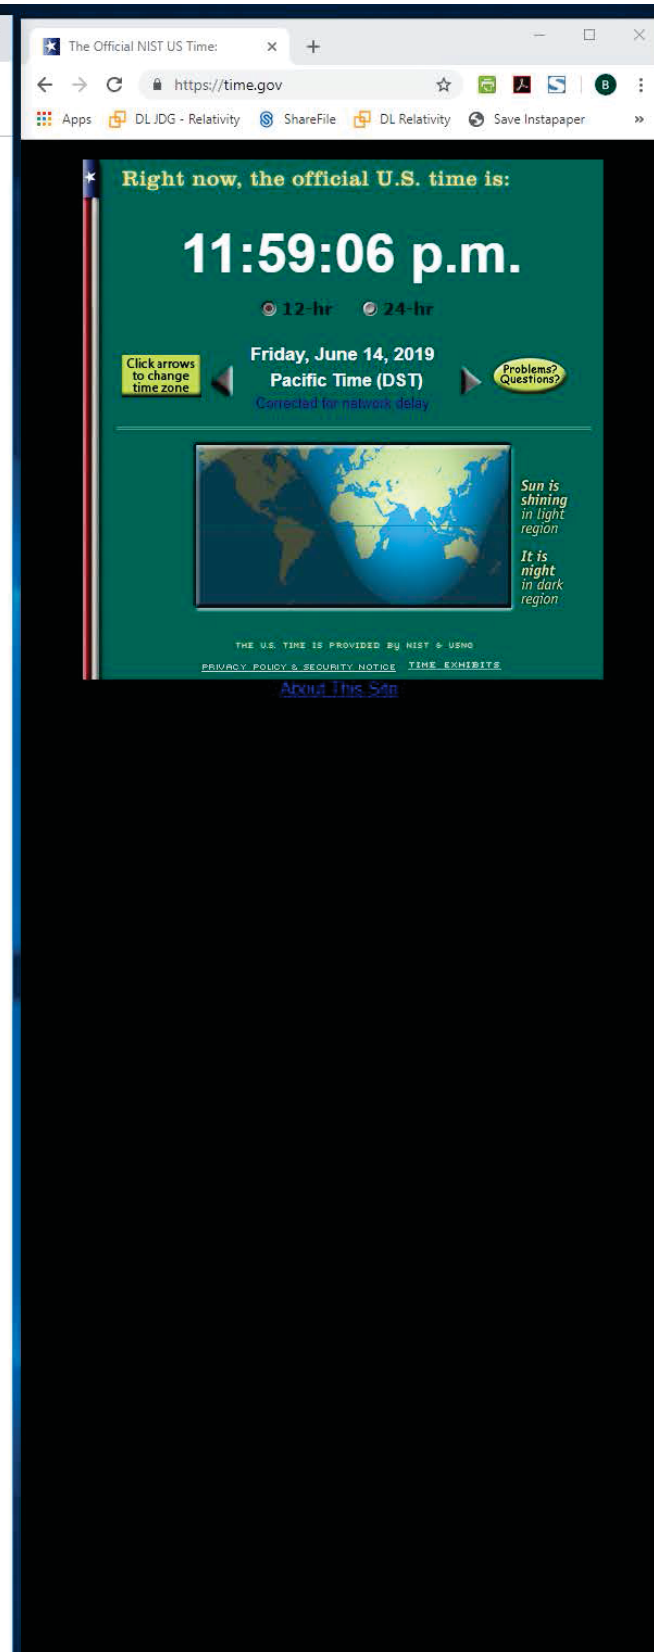 The Official NIST US Time:
https://time.gov
B
Apps DL JDG - Relativity ShareFile DL Relativity Save Instapaper »
Right now, the official U.S. time is:
11:59:06 p.m.
12-hr 24-hr
Click arrows
to change
time zone
Friday, June 14, 2019
Pacific Time (DST)
Corrected for network delay
Problems?
Questions?
Sun is
shining
in light
region
It is
night
in dark
region
THE U.S. TIME IS PROVIDED BY NIST & USNO
PRIVACY POLICY & SECURITY NOTICE TIME EXHIBITS
About This Site